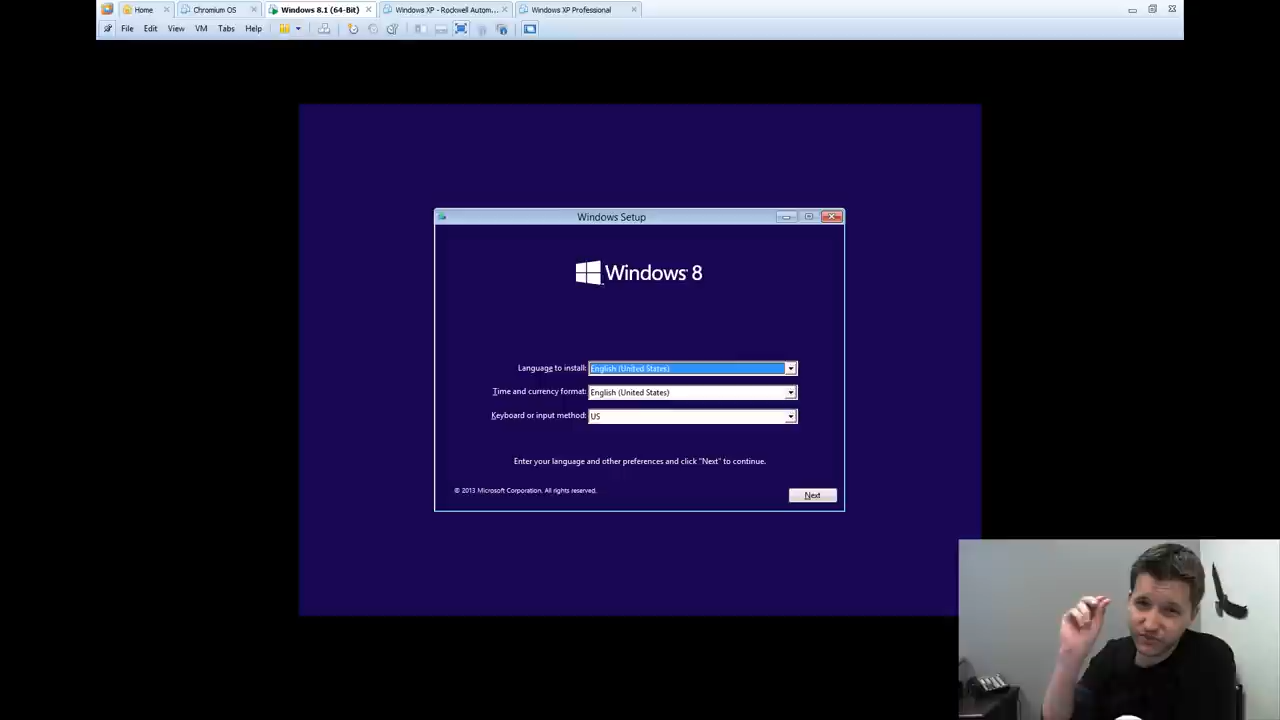 Home Chromium OS Windows 8.1 (64-Bit) Windows XP - Rockwell Autom... Windows XP Professional
File Edit View VM Tabs Help
Windows Setup
Windows 8
Language to install: English (United States)
Time and currency format: English (United States)
Keyboard or input method: US
Enter your language and other preferences and click "Next" to continue.
© 2013 Microsoft Corporation. All rights reserved.
Next